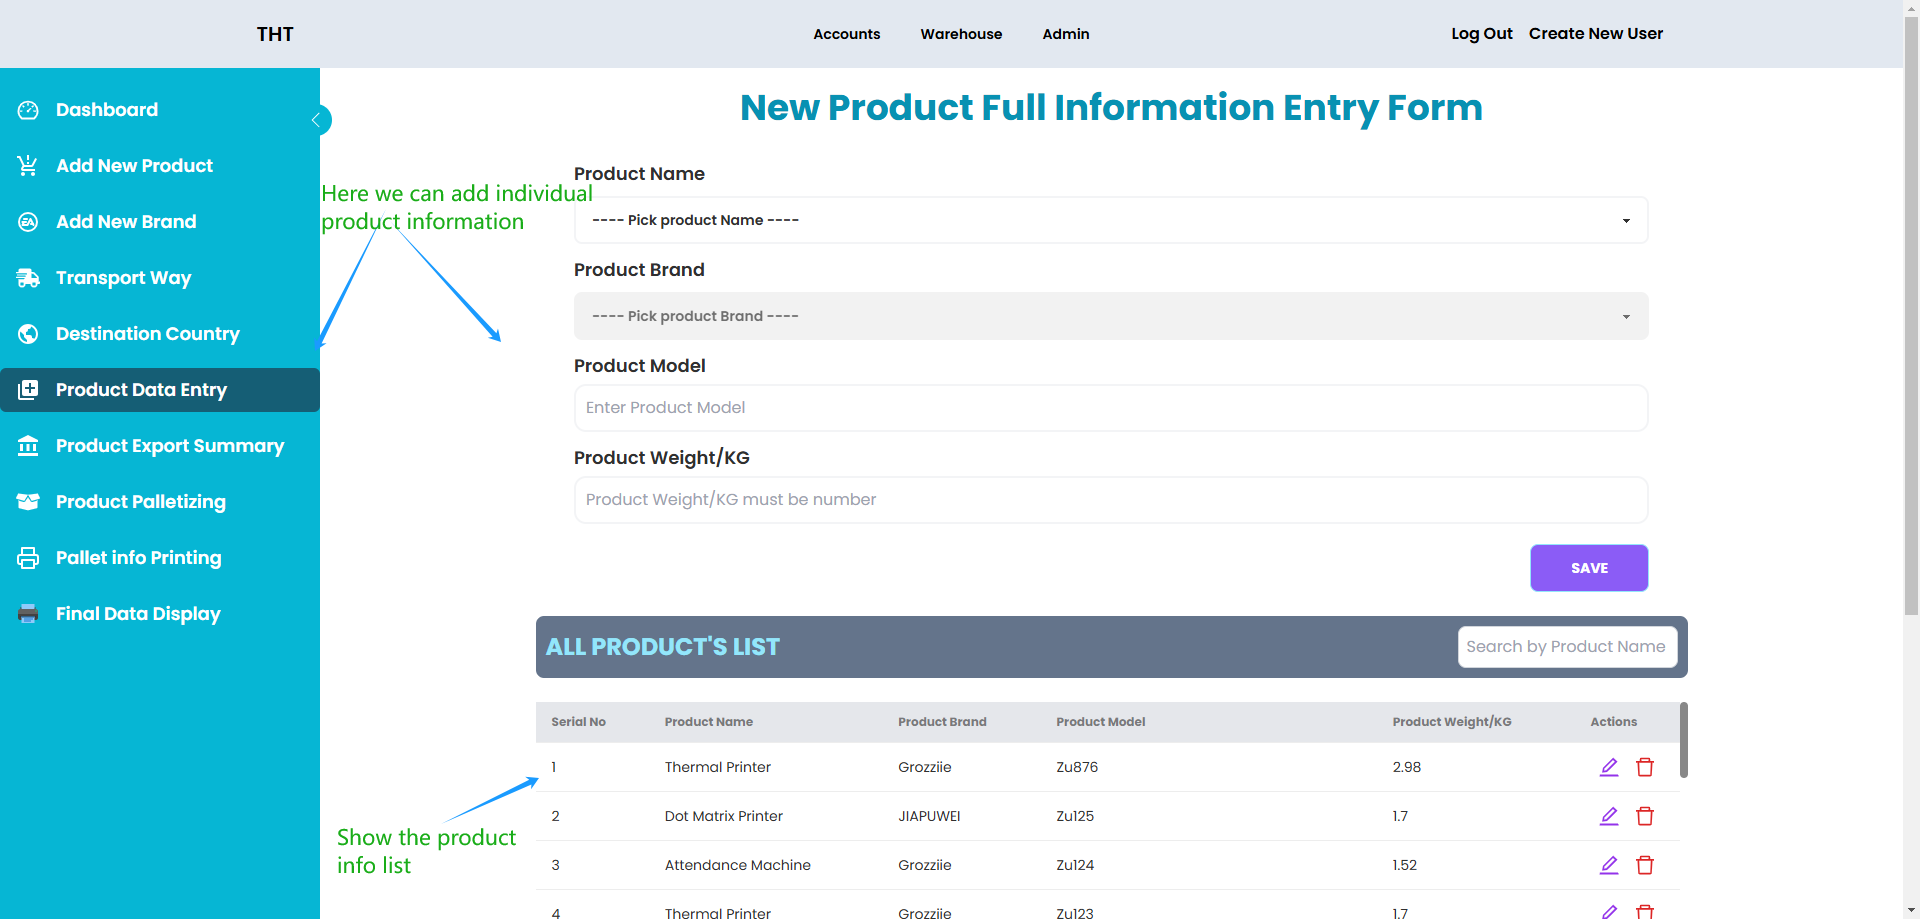 THT
Accounts
Warehouse
Admin
Log Out
Create New User
Dashboard
Add New Product
Add New Brand
Transport Way
Destination Country
Product Data Entry
Product Export Summary
Product Palletizing
Pallet info Printing
Final Data Display
New Product Full Information Entry Form
Here we can add individual
product information
Product Name
---- Pick product Name ----
Product Brand
---- Pick product Brand ----
Product Model
Enter Product Model
Product Weight/KG
Product Weight/KG must be number
SAVE
ALL PRODUCT'S LIST
Search by Product Name
Serial No Product Name Product Brand Product Model Product Weight/KG Actions
1 Thermal Printer Grozziie Zu876 2.98
2 Dot Matrix Printer JIAPUWEI Zu125 1.7
3 Attendance Machine Grozziie Zu124 1.52
4 Thermal Printer Grozziie Zu123 1.7
Show the product
info list